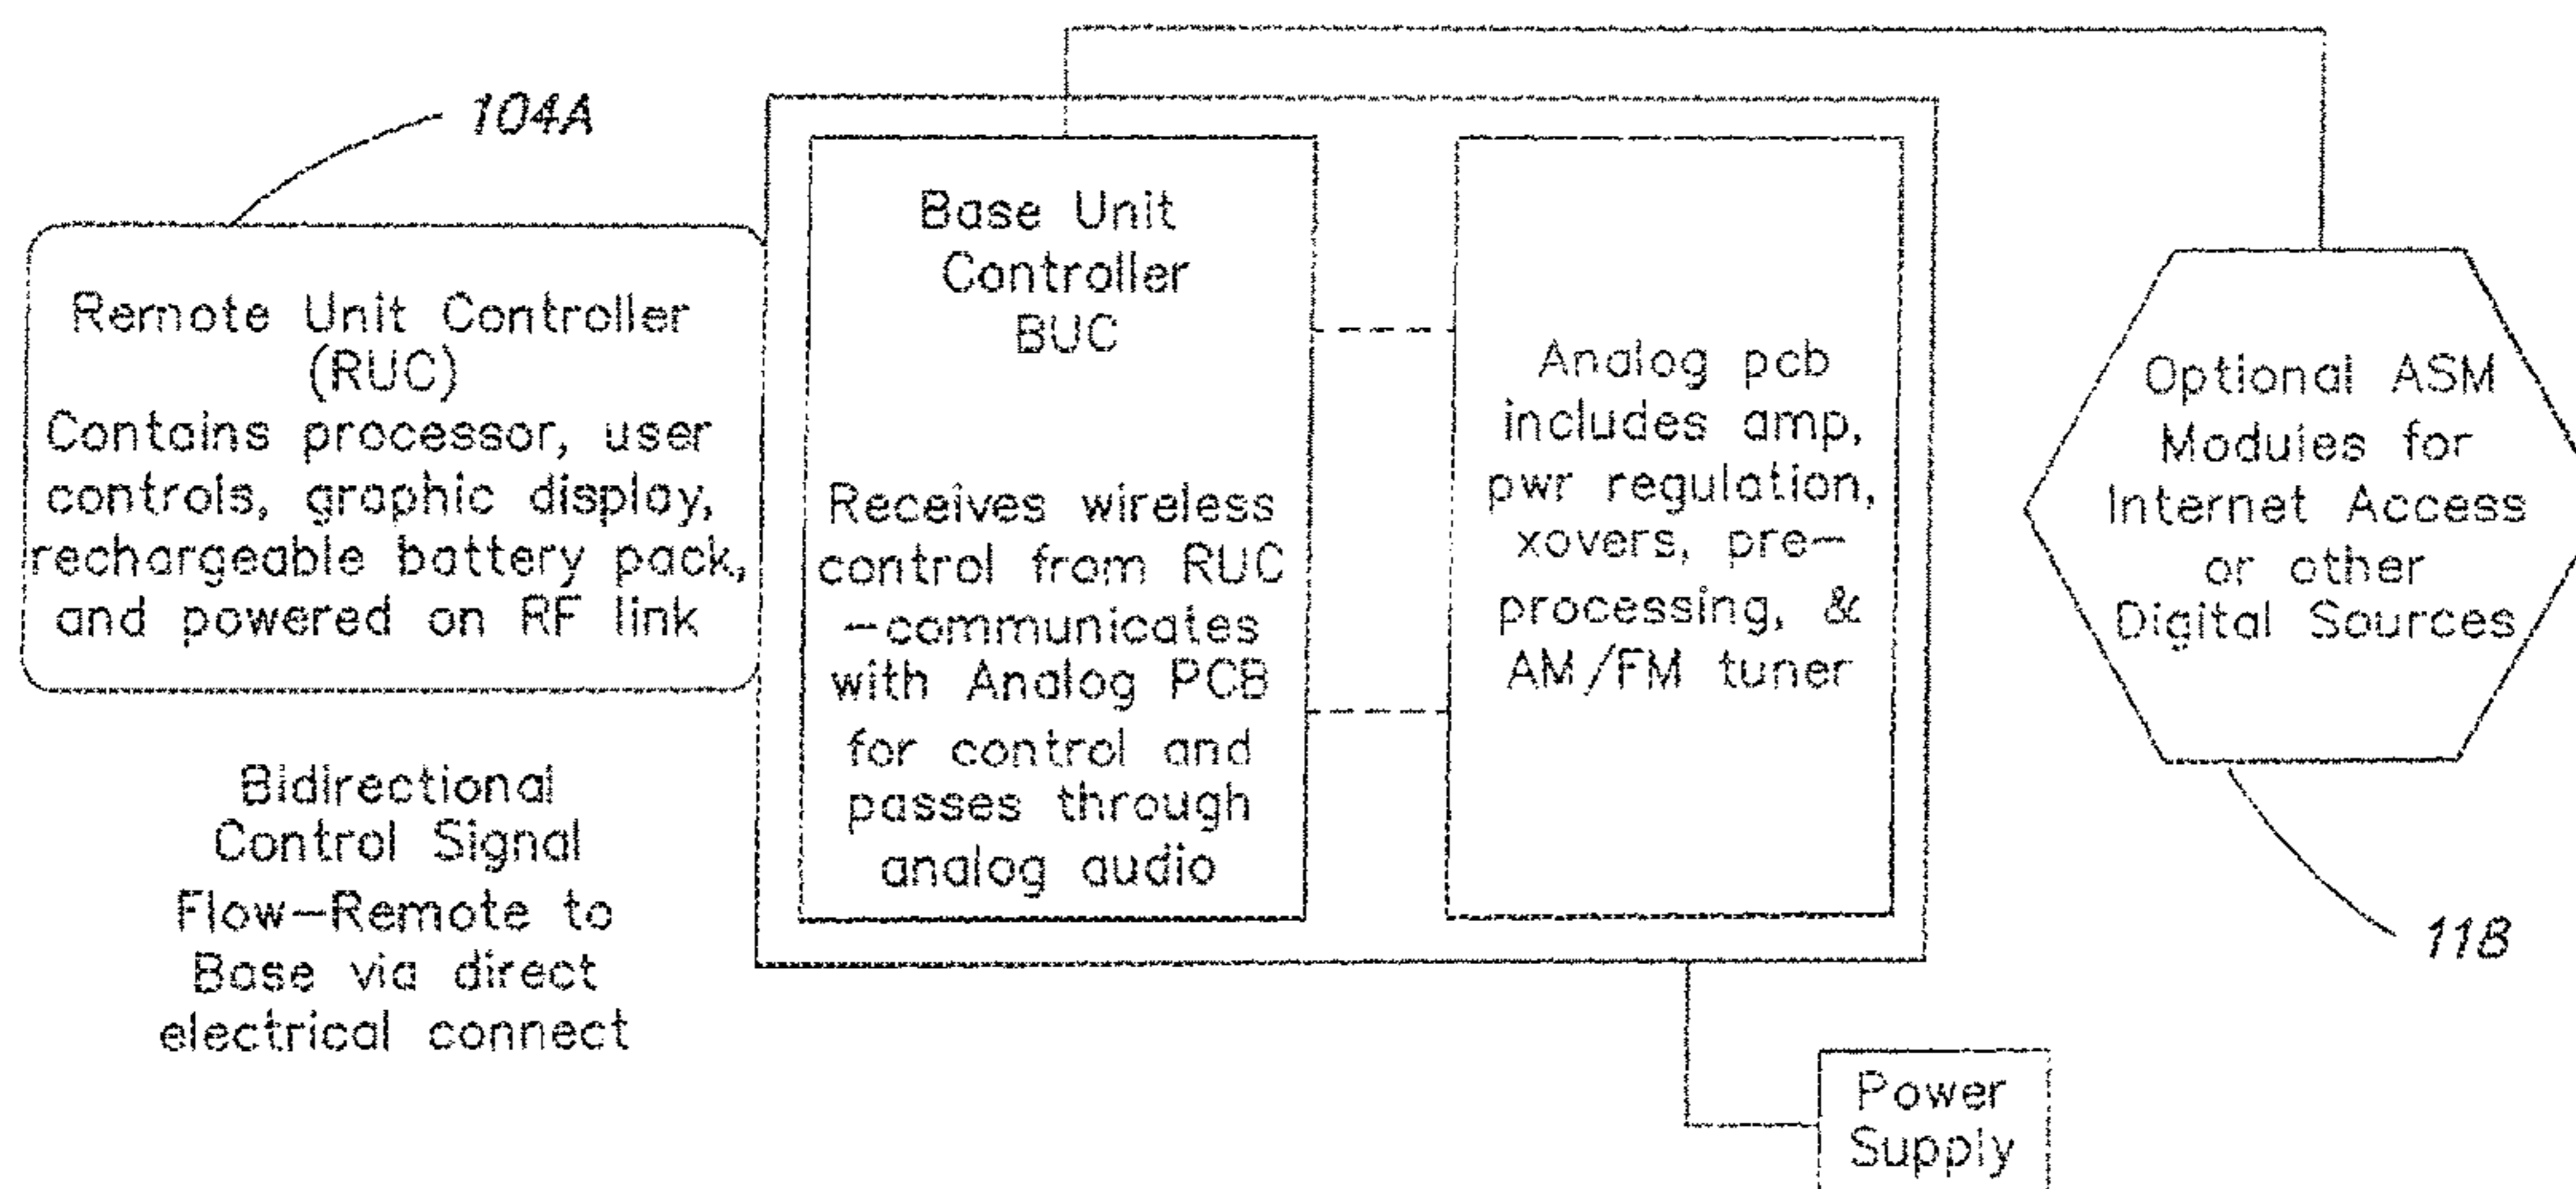 104A
Remote Unit Controller
(RUC)
Contains processor, user
controls, graphic display,
rechargeable battery pack,
and powered on RF link
Bidirectional
Control Signal
Flow-Remote to
Base via direct
electrical connect
Base Unit
Controller
BUC
Receives wireless
control from RUC
-communicates
with Analog PCB
for control and
passes through
analog audio
Analog pcb
includes amp,
pwr regulation,
xovers, pre-
processing, &
AM/FM tuner
Optional ASM
Modules for
Internet Access
or other
Digital Sources
118
Power
Supply